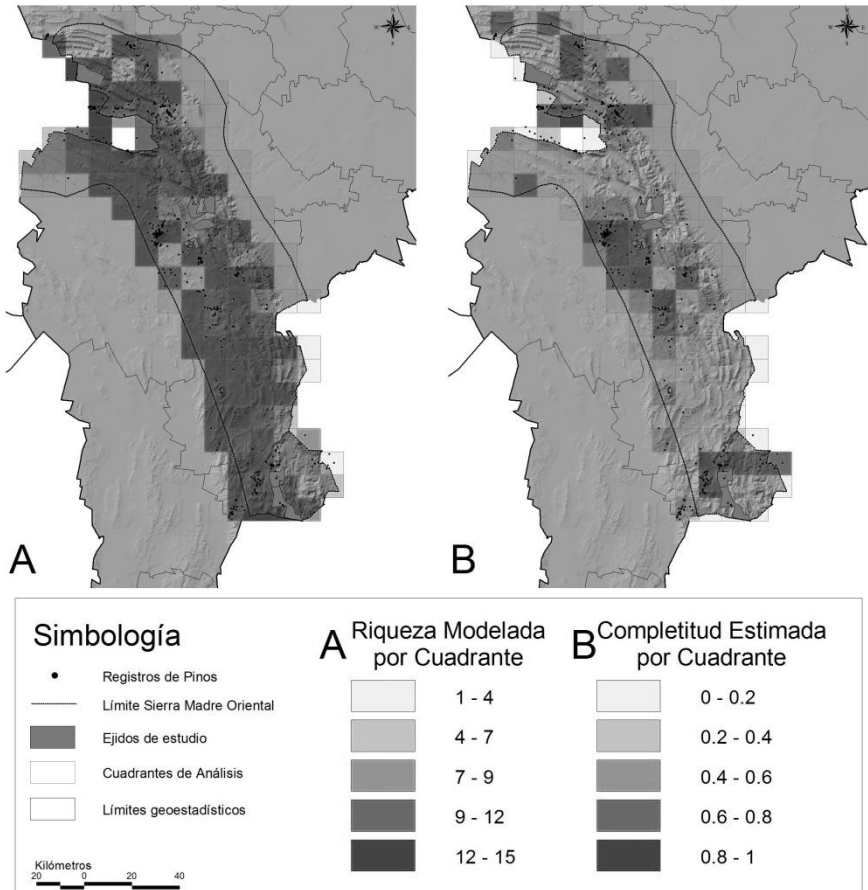 A
B
Simbología
Registros de Pinos
Límite Sierra Madre Oriental
Ejidos de estudio
Cuadrantes de Análisis
Límites geoestadísticos
Kilómetros
20 0 20 40
A Riqueza Modelada
por Cuadrante
1 - 4
4 - 7
7 - 9
9 - 12
12 - 15
B Completitud Estimada
por Cuadrante
0 - 0.2
0.2 - 0.4
0.4 - 0.6
0.6 - 0.8
0.8 - 1